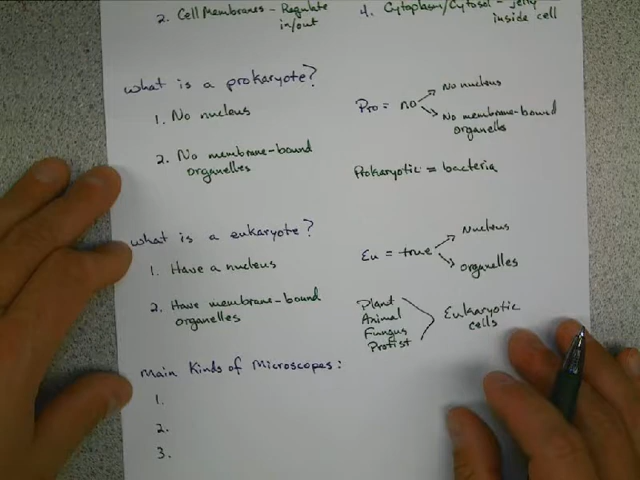 2. Cell Membranes - Regulate in/out
4. Cytoplasm/Cytosol - jelly inside cell
What is a prokaryote?
1. No nucleus
2. No membrane-bound
organelles
Pro = no
No nucleus
No membrane-bound
organelles
Prokaryotic = bacteria
What is a eukaryote?
1. Have a nucleus
2. Have membrane-bound
organelles
Eu = true
Nucleus
organelles
Plant
Animal
Fungus
Protist
Eukaryotic
cells
Main Kinds of Microscopes:
1.
2.
3.